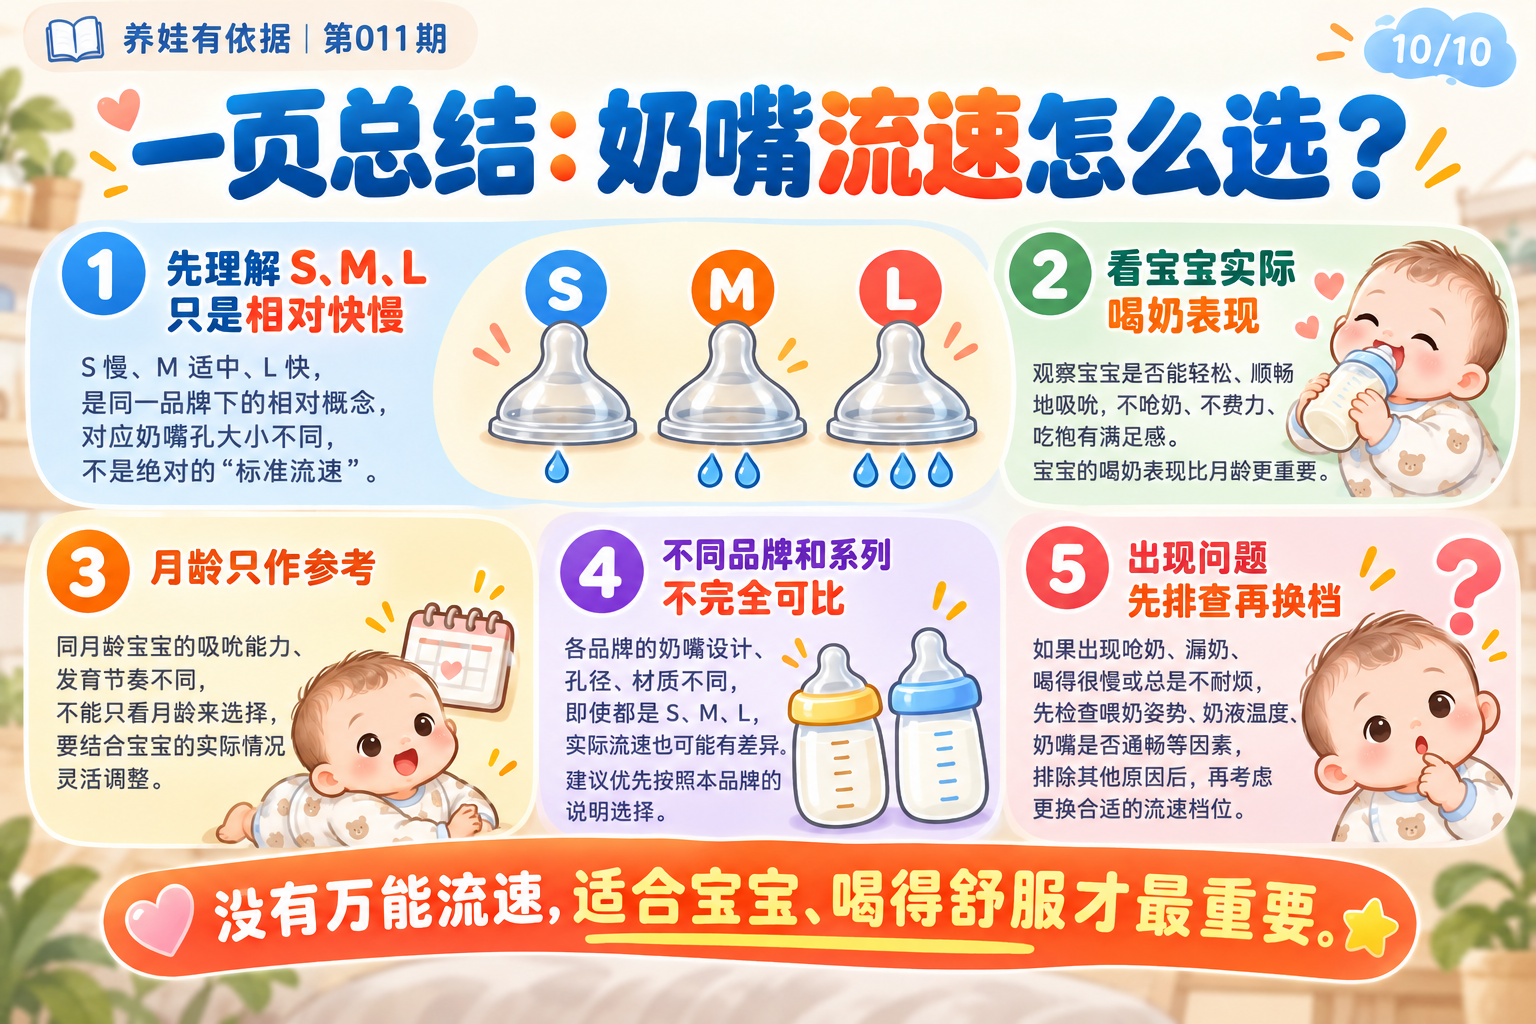 养娃有依据｜第011期
10/10
一页总结：奶嘴流速怎么选？
1
先理解 S、M、L
只是相对快慢
S 慢、M 适中、L 快，
是同一品牌下的相对概念，
对应奶嘴孔大小不同，
不是绝对的“标准流速”。
S
M
L
2
看宝宝实际
喝奶表现
观察宝宝是否能轻松、顺畅
地吸吮，不呛奶、不费力、
吃饱有满足感。
宝宝的喝奶表现比月龄更重要。
3
月龄只作参考
同月龄宝宝的吸吮能力、
发育节奏不同，
不能只看月龄来选择，
要结合宝宝的实际情况
灵活调整。
4
不同品牌和系列
不完全可比
各品牌的奶嘴设计、
孔径、材质不同，
即使都是 S、M、L，
实际流速也可能有差异。
建议优先按照本品牌的
说明选择。
5
出现问题
先排查再换档
如果出现呛奶、漏奶、
喝得很慢或总是不耐烦，
先检查喂奶姿势、奶液温度、
奶嘴是否通畅等因素，
排除其他原因后，再考虑
更换合适的流速档位。
?
没有万能流速，适合宝宝、喝得舒服才最重要。